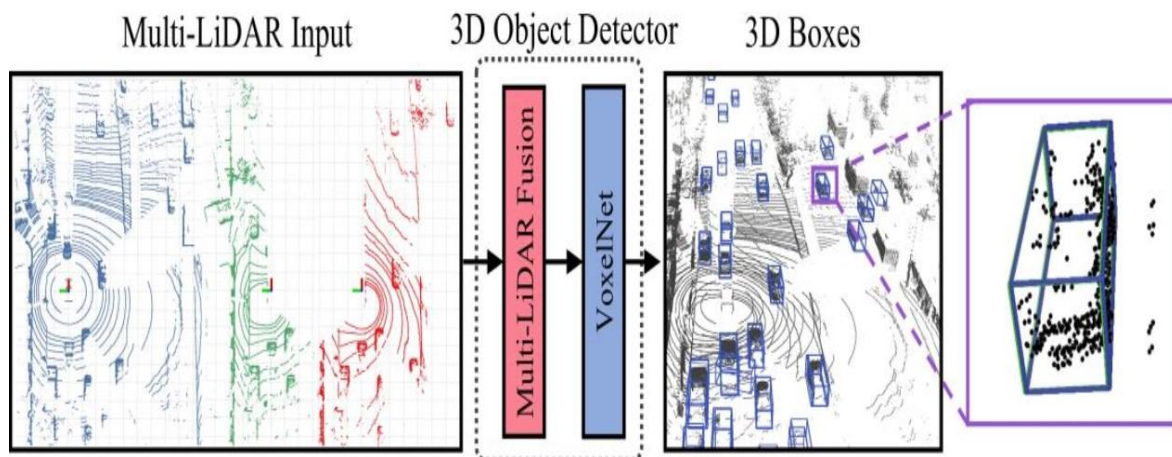 Multi-LiDAR Input
3D Object Detector
3D Boxes
Multi-LiDAR Fusion
VoxelNet